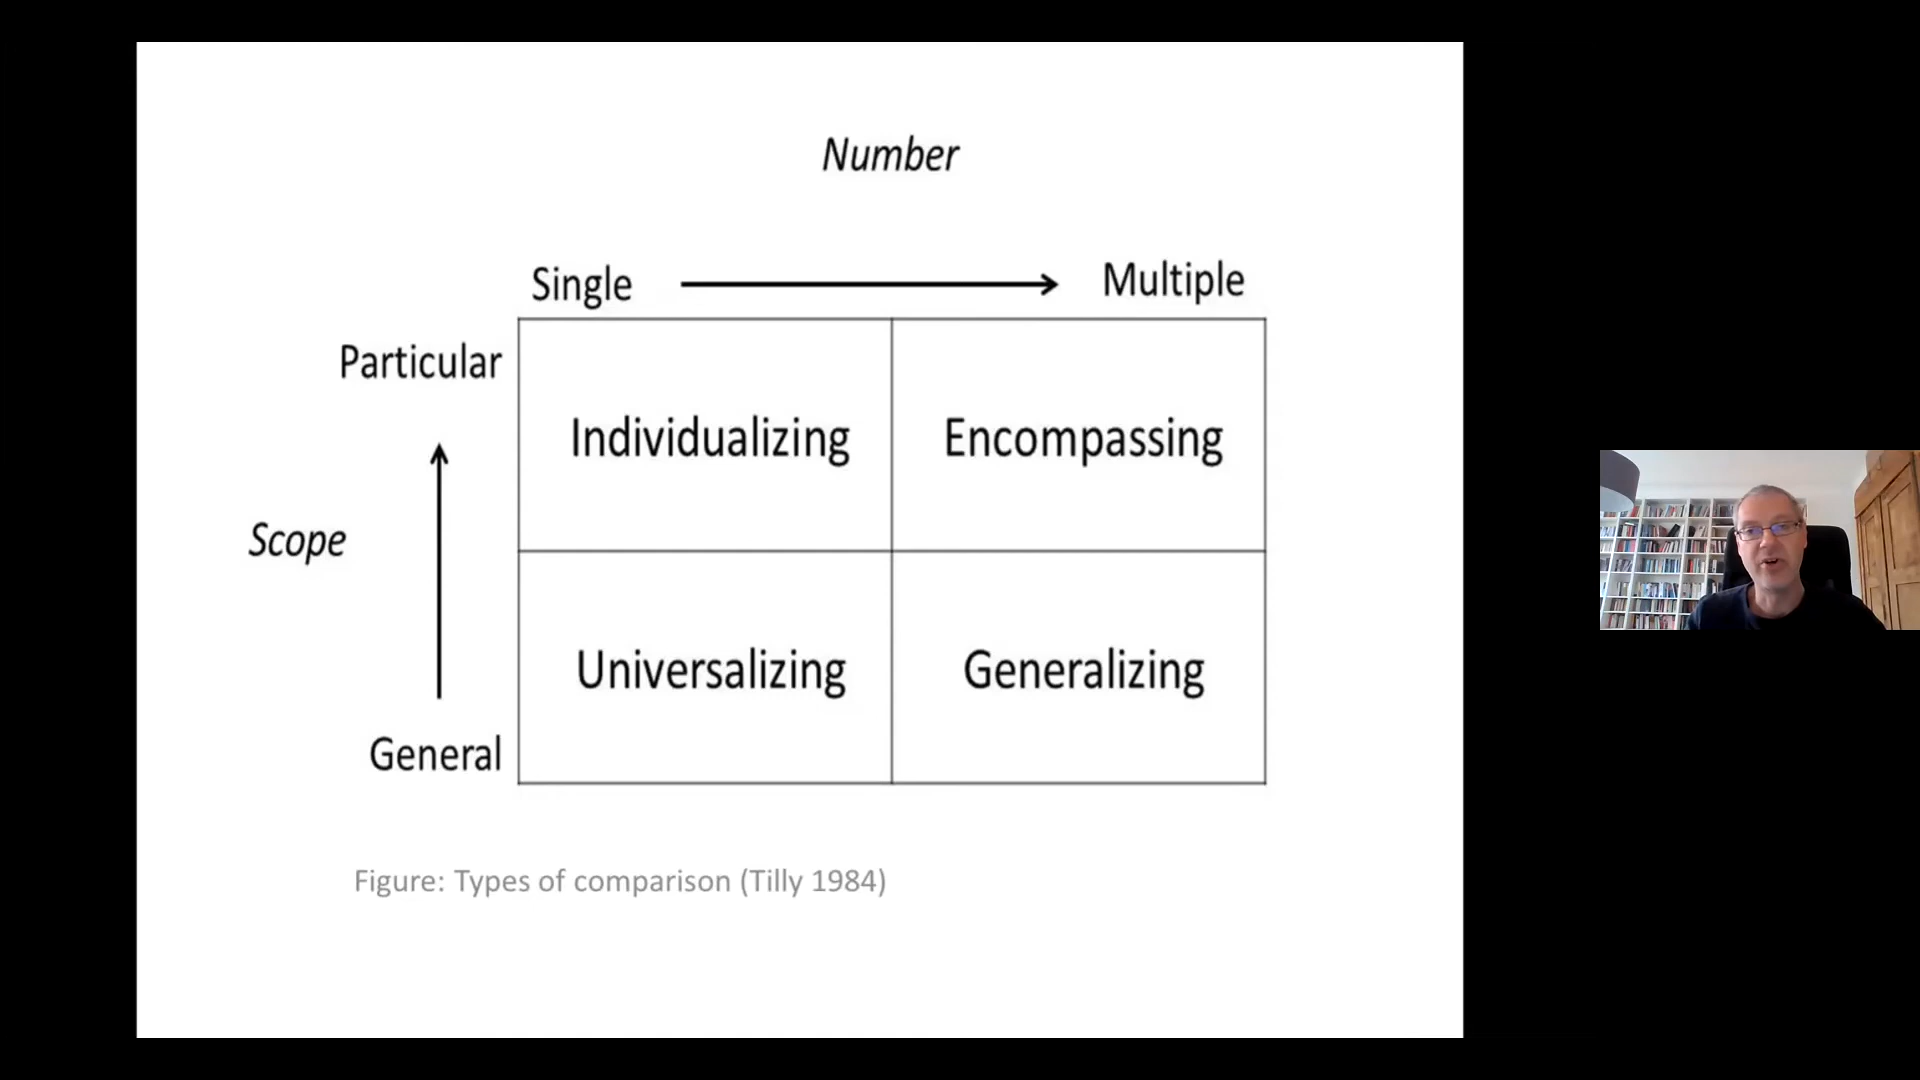 Number
Single
Multiple
Particular
Individualizing
Encompassing
Scope
Universalizing
Generalizing
General
Figure: Types of comparison (Tilly 1984)